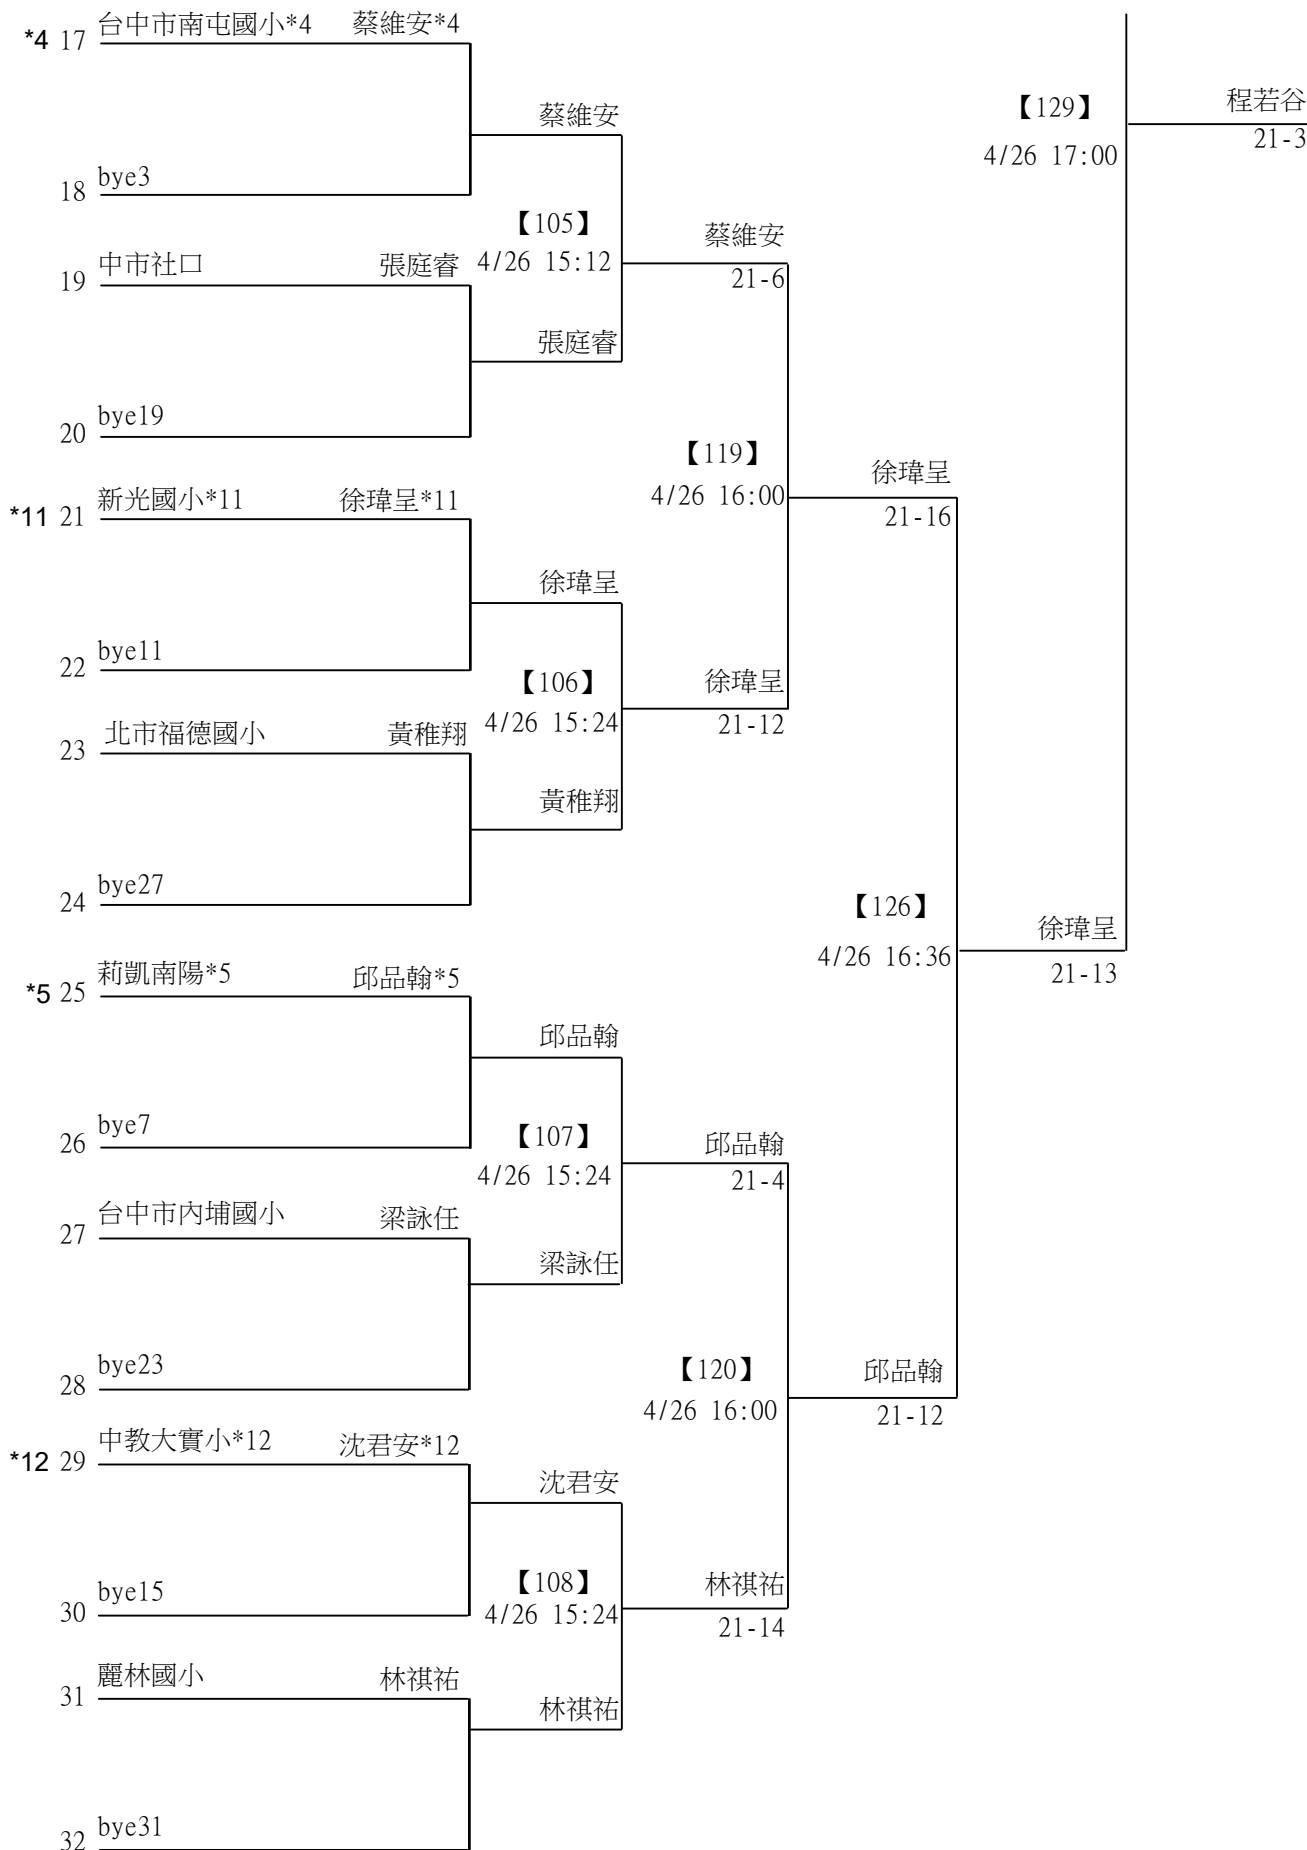 *4 17 台中市南屯國小*4 蔡維安*4
【129】 程若谷
蔡維安
21-3
4/26 17:00
18 bye3
【105】 蔡維安
19 中市社口 張庭睿 4/26 15:12
21-6
張庭睿
20 bye19
【119】 徐瑋呈
*11 21 新光國小*11 徐瑋呈*11 4/26 16:00
21-16
徐瑋呈
22 bye11
【106】 徐瑋呈
23 北市福德國小 黃稚翔 4/26 15:24 21-12
黃稚翔
24 bye27
【126】 徐瑋呈
4/26 16:36
*5 25 莉凱南陽*5 邱品翰*5 21-13
邱品翰
26 bye7
【107】 邱品翰
4/26 15:24 21-4
27 台中市內埔國小 梁詠任
梁詠任
28 bye23
【120】 邱品翰
4/26 16:00 21-12
*12 29 中教大實小*12 沈君安*12
沈君安
30 bye15
【108】 林祺祐
4/26 15:24 21-14
31 麗林國小 林祺祐
林祺祐
32 bye31